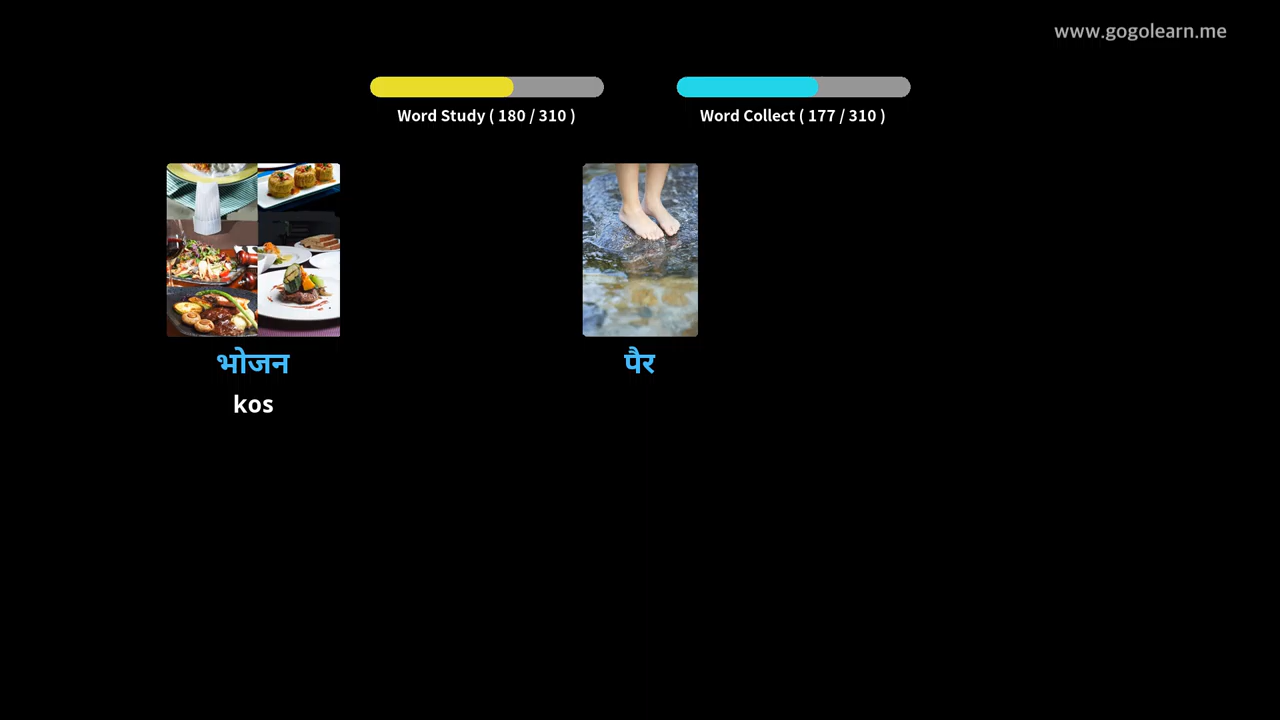 www.gogolearn.me
Word Study ( 180 / 310 )
Word Collect ( 177 / 310 )
भोजन
पैर
kos